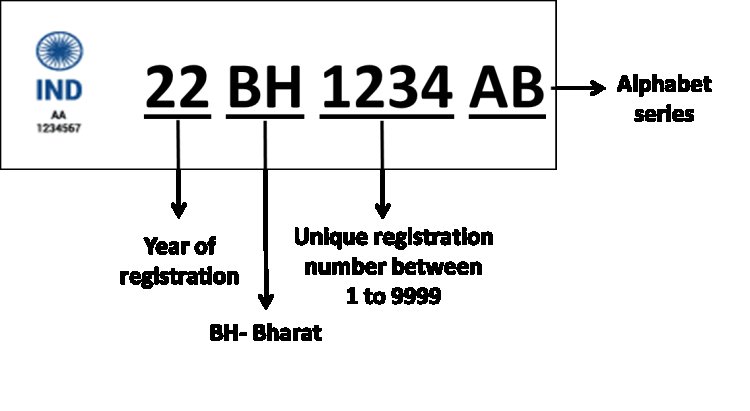 IND
AA
1234567
22 BH 1234 AB
Alphabet
series
Year of
registration
Unique registration
number between
1 to 9999
BH- Bharat